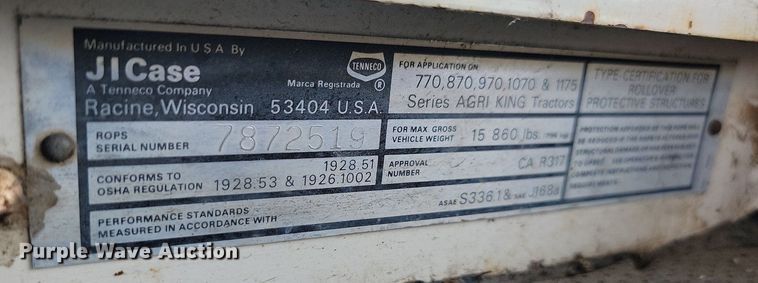 Manufactured In U S A By
JI Case
A Tenneco Company
Racine, Wisconsin 53404 U.S.A.
TENNECO
Marca Registrada ®
FOR APPLICATION ON
770, 870, 970, 1070 & 1175
Series AGRI KING Tractors
TYPE CERTIFICATION FOR
ROLLOVER
PROTECTIVE STRUCTURES
ROPS
SERIAL NUMBER
7872519
FOR MAX GROSS
VEHICLE WEIGHT
15 860 lbs.
CONFORMS TO
OSHA REGULATION
1928.51
1928.53 & 1926.1002
APPROVAL
NUMBER
CA R317
PERFORMANCE STANDARDS
MEASURED IN ACCORDANCE WITH
ASAE S336.1 & SAE J168a
Purple Wave Auction